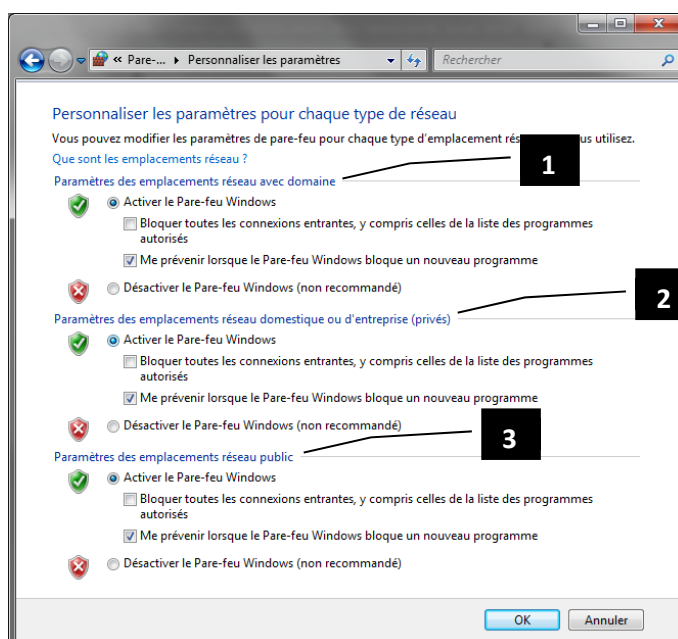 « Pare-... ▸ Personnaliser les paramètres
Rechercher
Personnaliser les paramètres pour chaque type de réseau
Vous pouvez modifier les paramètres de pare-feu pour chaque type d'emplacement rés us utilisez.
Que sont les emplacements réseau ?
1
Paramètres des emplacements réseau avec domaine
Activer le Pare-feu Windows
Bloquer toutes les connexions entrantes, y compris celles de la liste des programmes
autorisés
Me prévenir lorsque le Pare-feu Windows bloque un nouveau programme
Désactiver le Pare-feu Windows (non recommandé)
2
Paramètres des emplacements réseau domestique ou d'entreprise (privés)
Activer le Pare-feu Windows
Bloquer toutes les connexions entrantes, y compris celles de la liste des programmes
autorisés
Me prévenir lorsque le Pare-feu Windows bloque un nouveau programme
Désactiver le Pare-feu Windows (non recommandé)
3
Paramètres des emplacements réseau public
Activer le Pare-feu Windows
Bloquer toutes les connexions entrantes, y compris celles de la liste des programmes
autorisés
Me prévenir lorsque le Pare-feu Windows bloque un nouveau programme
Désactiver le Pare-feu Windows (non recommandé)
OK
Annuler